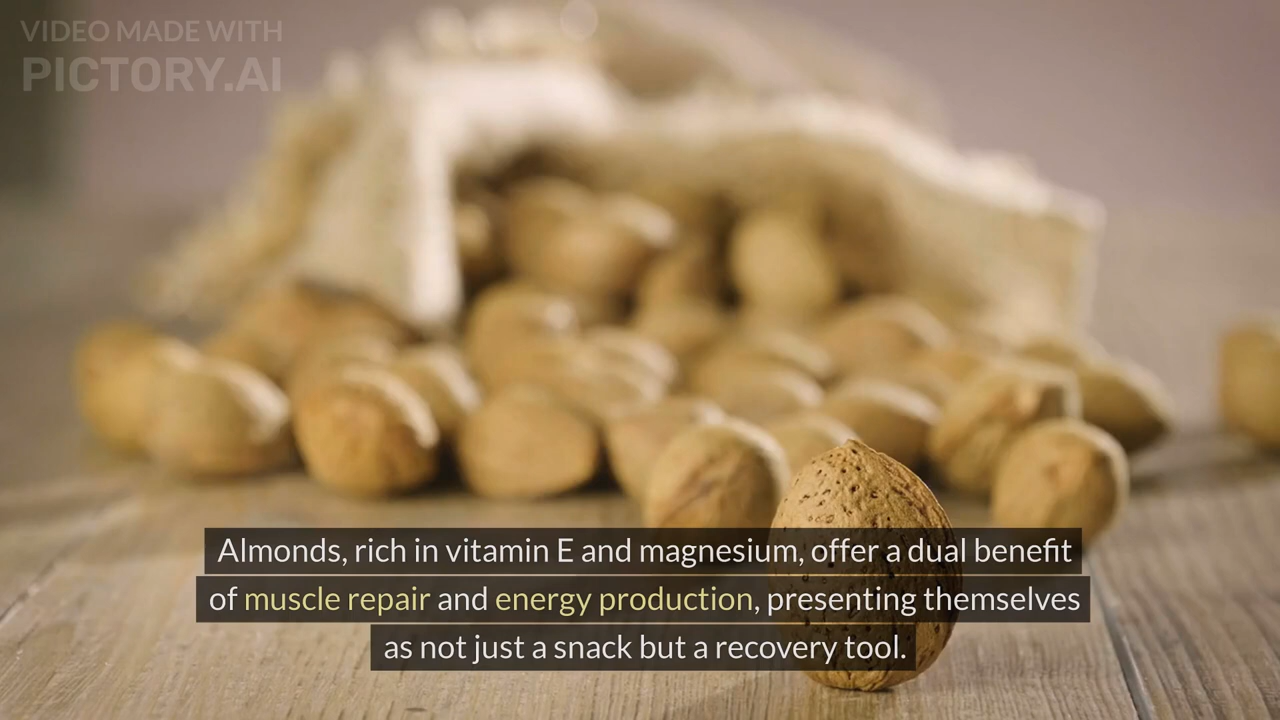 VIDEO MADE WITH
PICTORY.AI
Almonds, rich in vitamin E and magnesium, offer a dual benefit
of muscle repair and energy production, presenting themselves
as not just a snack but a recovery tool.